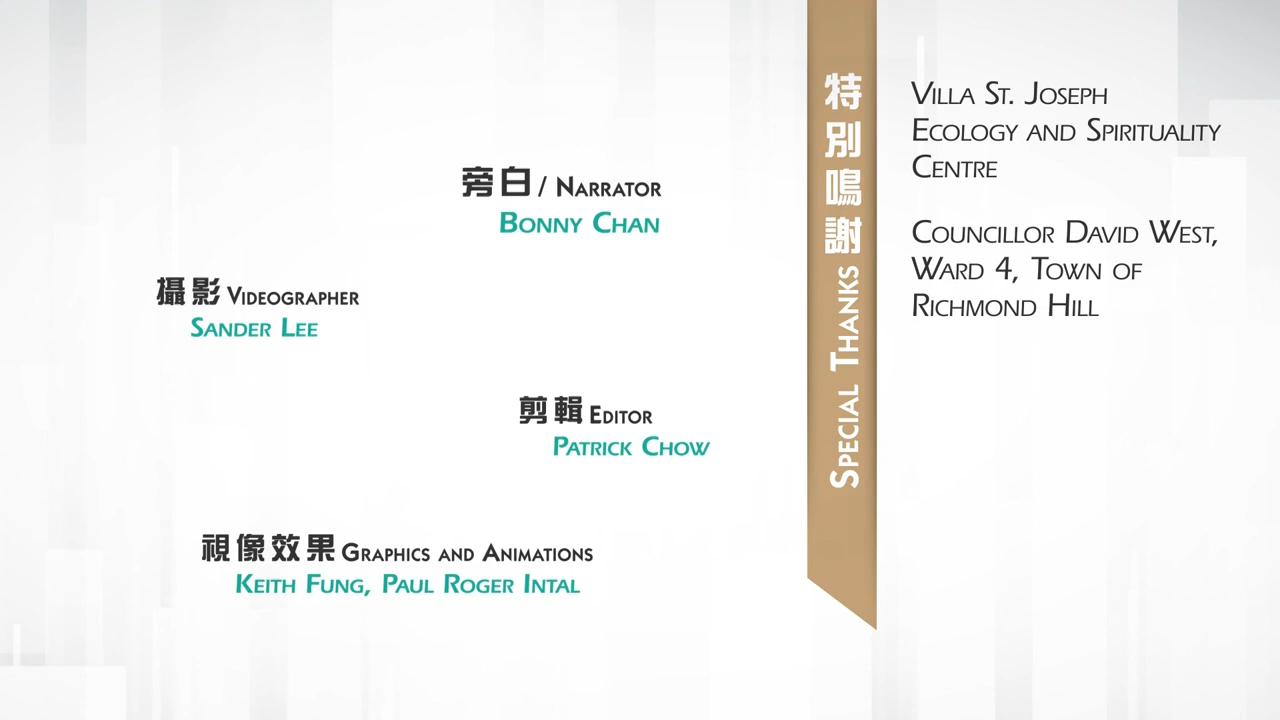 旁白 / Narrator
Bonny Chan
攝影 Videographer
Sander Lee
剪輯 Editor
Patrick Chow
視像效果 Graphics and Animations
Keith Fung, Paul Roger Intal
特別鳴謝 Special Thanks
Villa St. Joseph
Ecology and Spirituality
Centre
Councillor David West,
Ward 4, Town of
Richmond Hill